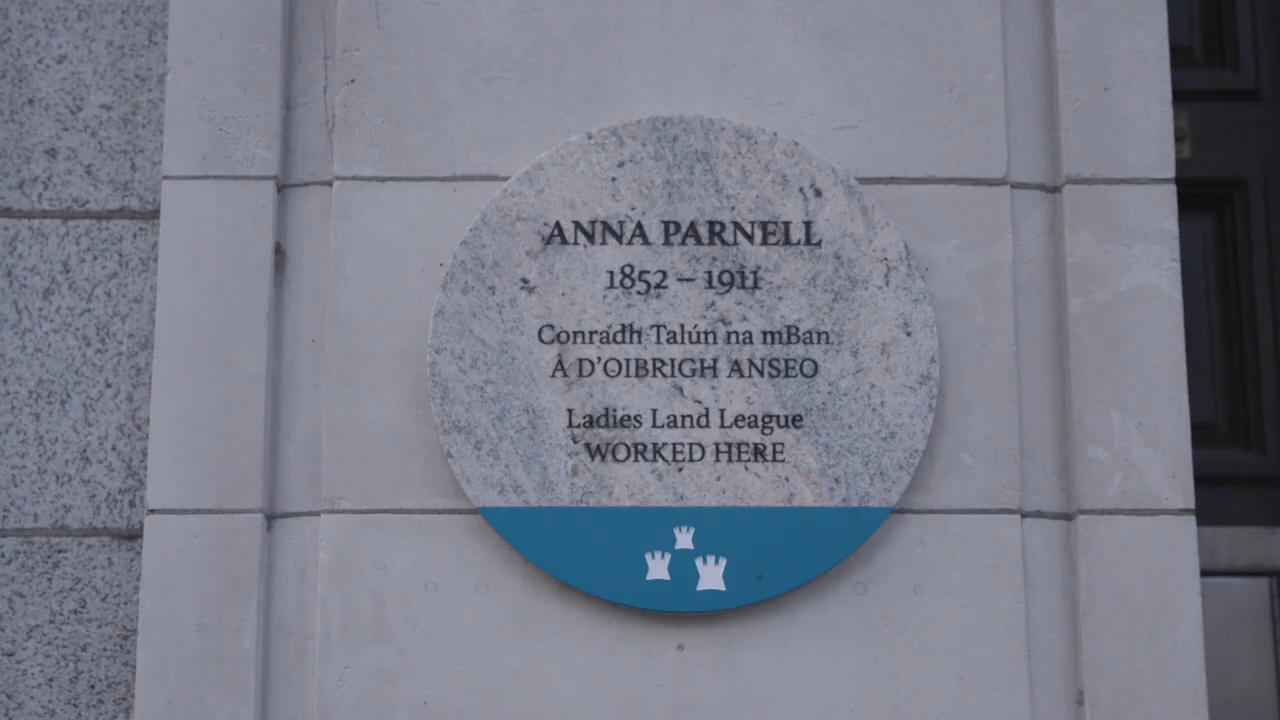 ANNA PARNELL
1852 – 1911
Conradh Talún na mBan
À D'OIBRIGH ANSEO
Ladies Land League
WORKED HERE